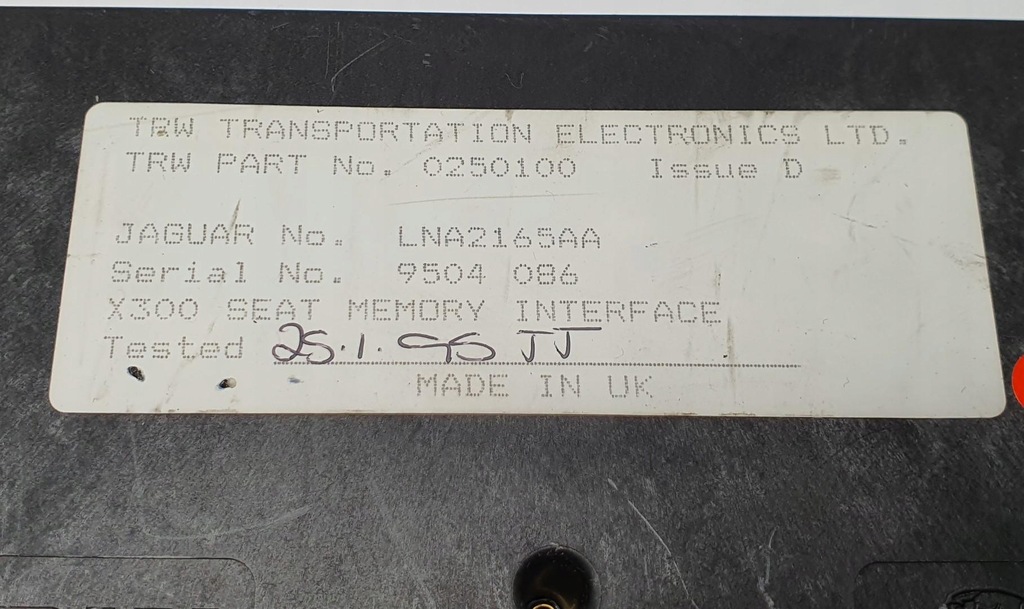 TRW TRANSPORTATION ELECTRONICS LTD.
TRW PART No. 0250100 Issue D
JAGUAR No. LNA2165AA
Serial No. 9504 086
X300 SEAT MEMORY INTERFACE
Tested 25.1.95 JJ
MADE IN UK